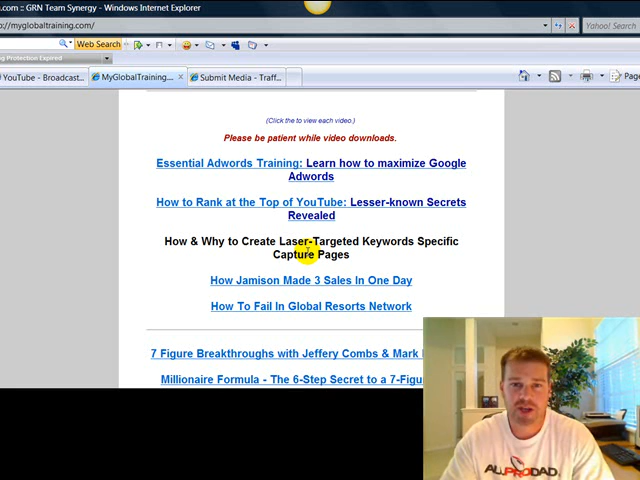 .com :: GRN Team Synergy - Windows Internet Explorer
://myglobaltraining.com/
Yahoo! Search
Web Search
ng Protection Expired
YouTube - Broadcast...
MyGlobalTraining....
Submit Media - Traff...
Page
(Click the to view each video.)
Please be patient while video downloads.
Essential Adwords Training: Learn how to maximize Google
Adwords
How to Rank at the Top of YouTube: Lesser-known Secrets
Revealed
How & Why to Create Laser-Targeted Keywords Specific
Capture Pages
How Jamison Made 3 Sales In One Day
How To Fail In Global Resorts Network
7 Figure Breakthroughs with Jeffery Combs & Mark
Millionaire Formula - The 6-Step Secret to a 7-Figu
ALL PRO DAD.